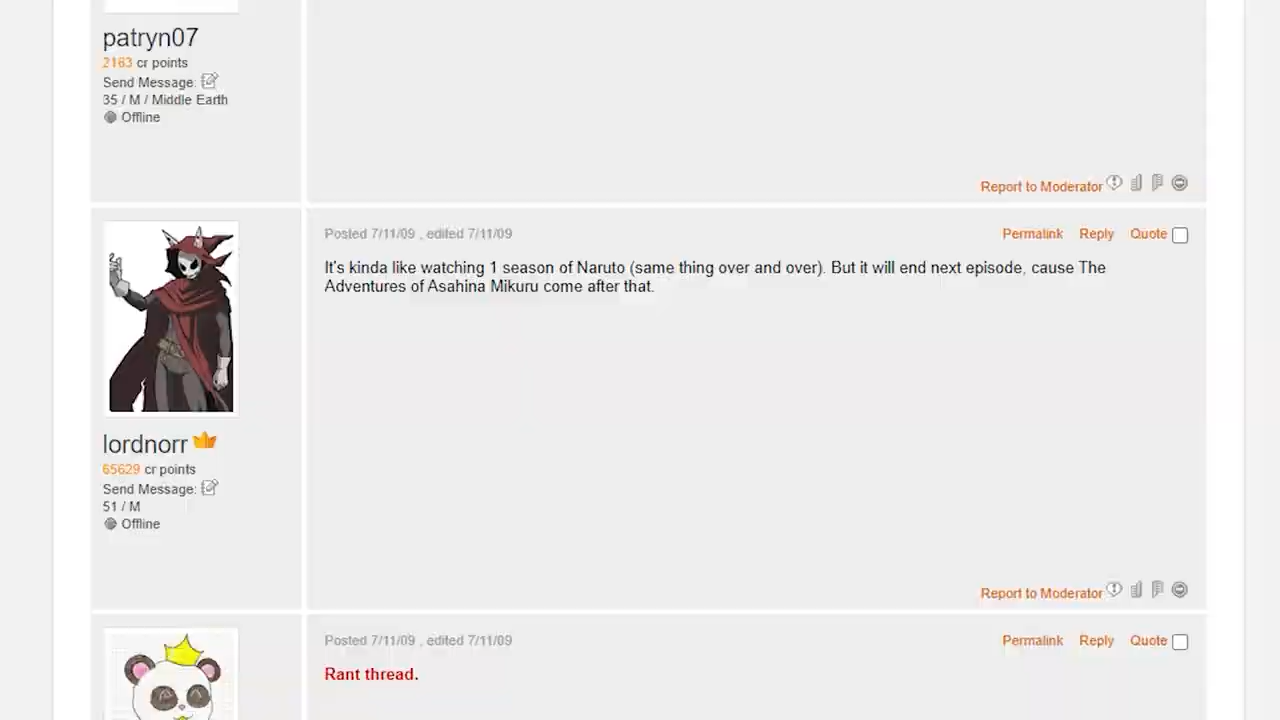 patryn07
2163 cr points
Send Message:
35 / M / Middle Earth
Offline
Report to Moderator
Posted 7/11/09 , edited 7/11/09
Permalink Reply Quote
It's kinda like watching 1 season of Naruto (same thing over and over). But it will end next episode, cause The
Adventures of Asahina Mikuru come after that.
lordnorr
65629 cr points
Send Message:
51 / M
Offline
Report to Moderator
Posted 7/11/09 , edited 7/11/09
Permalink Reply Quote
Rant thread.